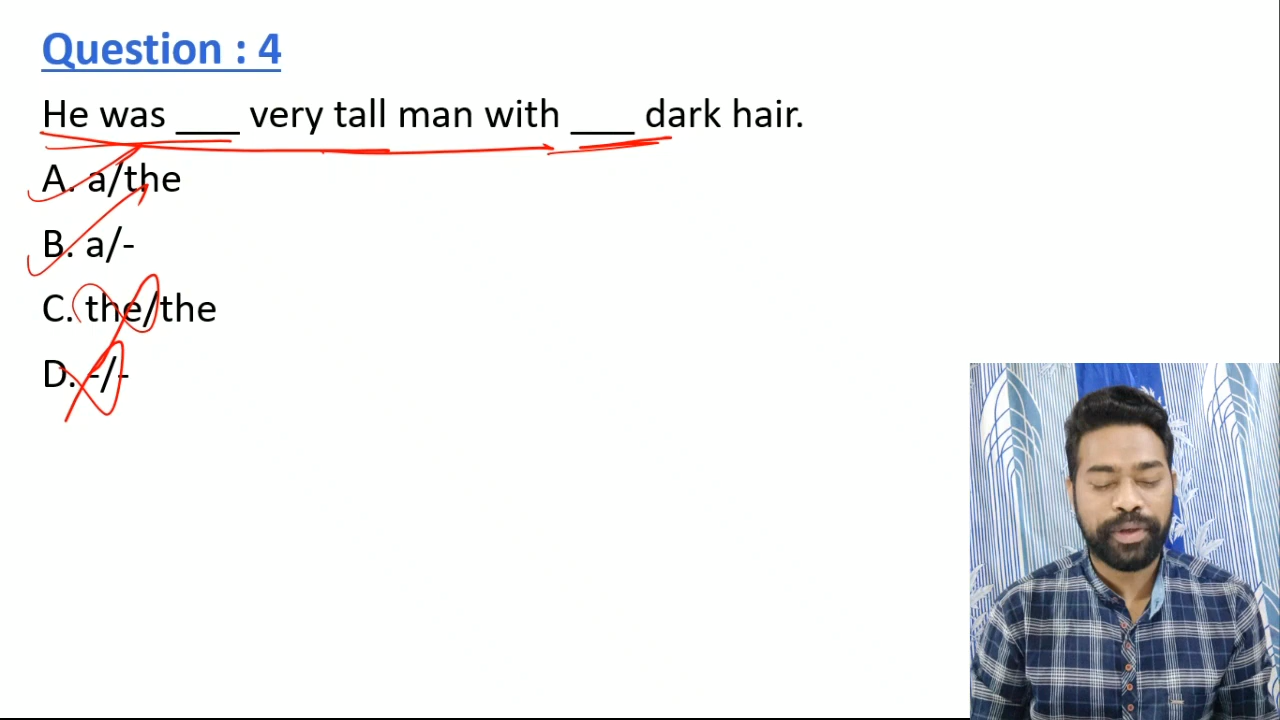 Question : 4
He was ___ very tall man with ___ dark hair.
A. a/the
B. a/-
C. the/the
D. -/-